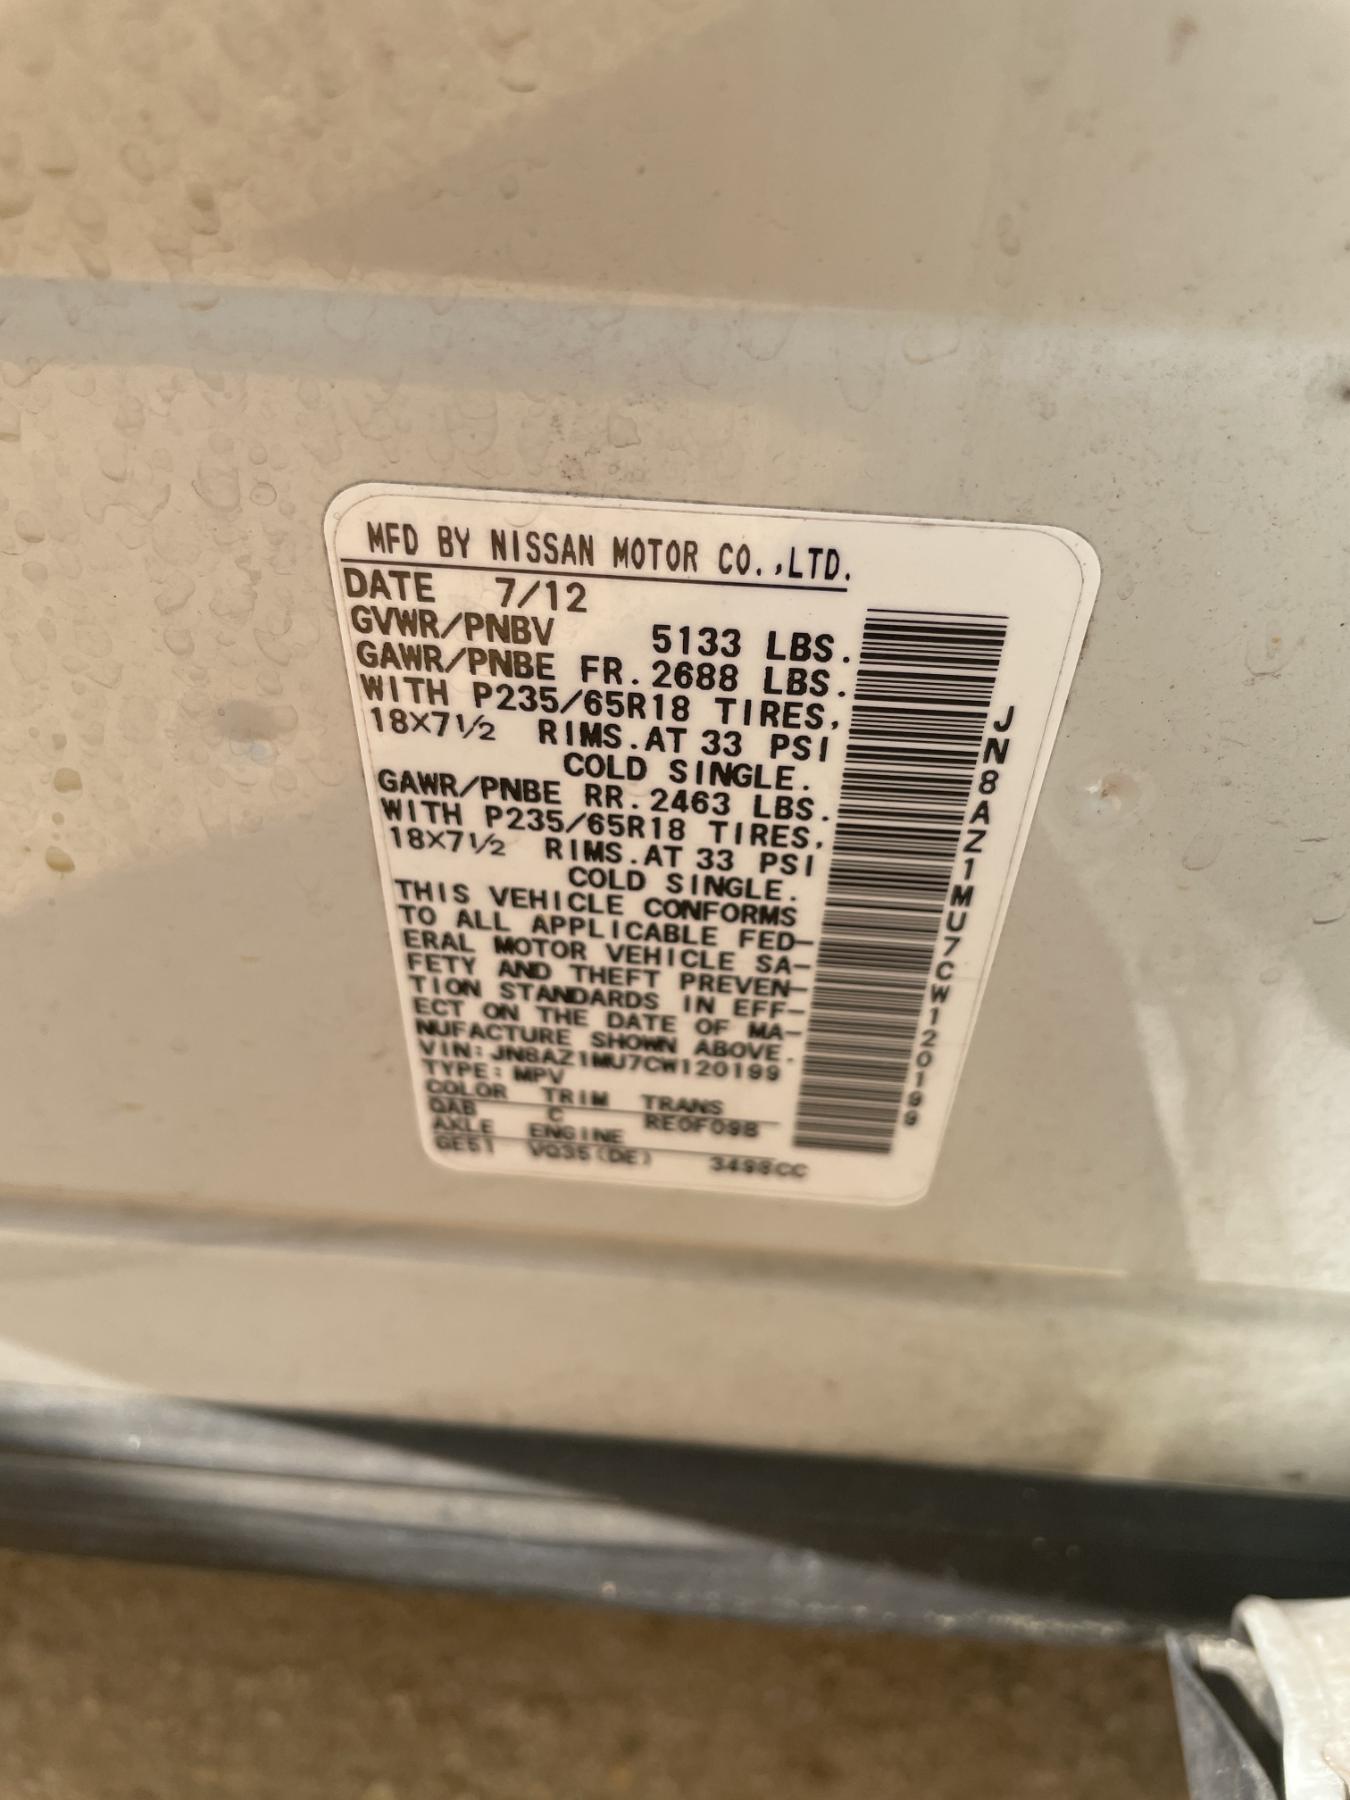 MFD BY NISSAN MOTOR CO.,LTD.
DATE 7/12
GVWR/PNBV 5133 LBS.
GAWR/PNBE FR. 2688 LBS.
WITH P235/65R18 TIRES,
18×7½ RIMS. AT 33 PSI
COLD SINGLE.
GAWR/PNBE RR. 2463 LBS.
WITH P235/65R18 TIRES,
18×7½ RIMS. AT 33 PSI
COLD SINGLE.
THIS VEHICLE CONFORMS
TO ALL APPLICABLE FED-
ERAL MOTOR VEHICLE SA-
FETY AND THEFT PREVEN-
TION STANDARDS IN EFF-
ECT ON THE DATE OF MA-
NUFACTURE SHOWN ABOVE.
VIN: JN8AZ1MU7CW120199
TYPE: MPV
COLOR TRIM TRANS
QAB C RE0F09B
AXLE ENGINE
GE51 VQ35(DE) 3498CC
JN8AZ1MU7CW120199